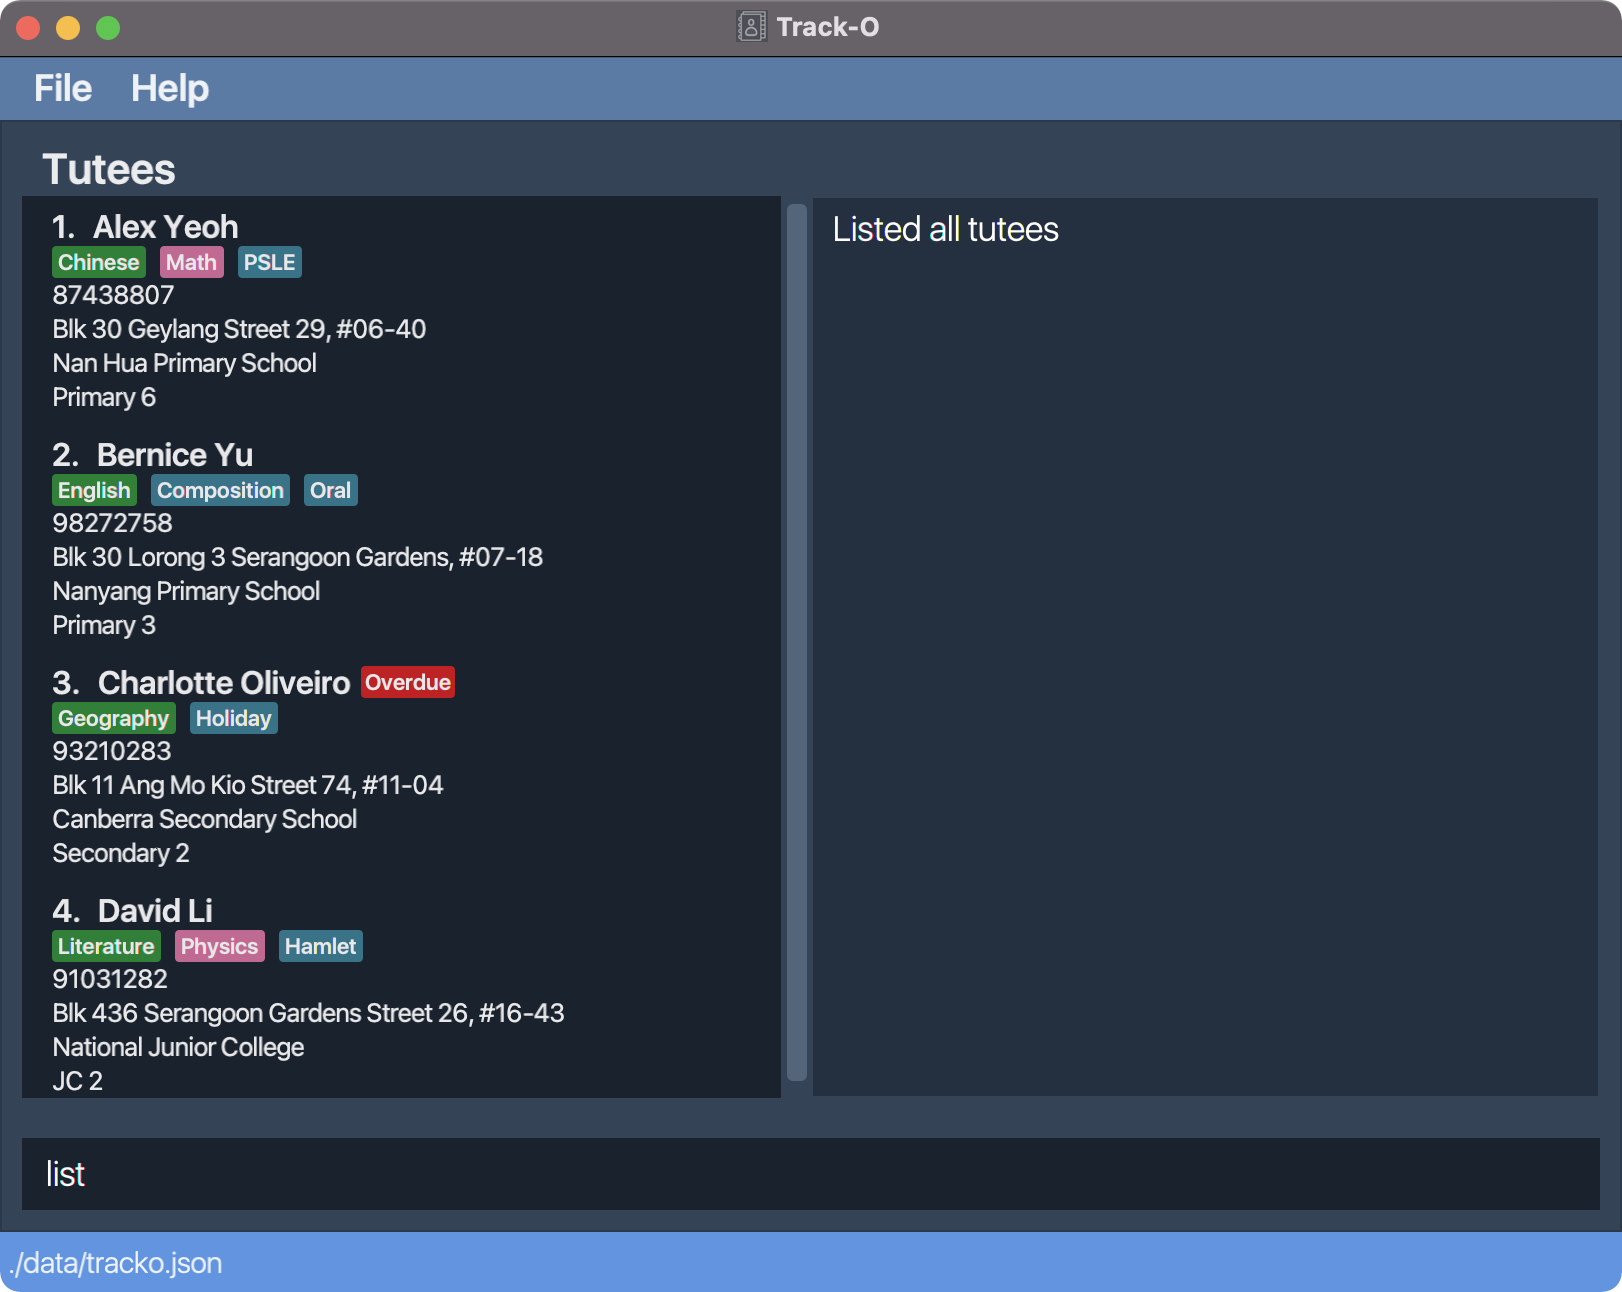 Track-O
File Help
Tutees
1. Alex Yeoh
Chinese Math PSLE
87438807
Blk 30 Geylang Street 29, #06-40
Nan Hua Primary School
Primary 6
2. Bernice Yu
English Composition Oral
98272758
Blk 30 Lorong 3 Serangoon Gardens, #07-18
Nanyang Primary School
Primary 3
3. Charlotte Oliveiro Overdue
Geography Holiday
93210283
Blk 11 Ang Mo Kio Street 74, #11-04
Canberra Secondary School
Secondary 2
4. David Li
Literature Physics Hamlet
91031282
Blk 436 Serangoon Gardens Street 26, #16-43
National Junior College
JC 2
Listed all tutees
list
./data/tracko.json